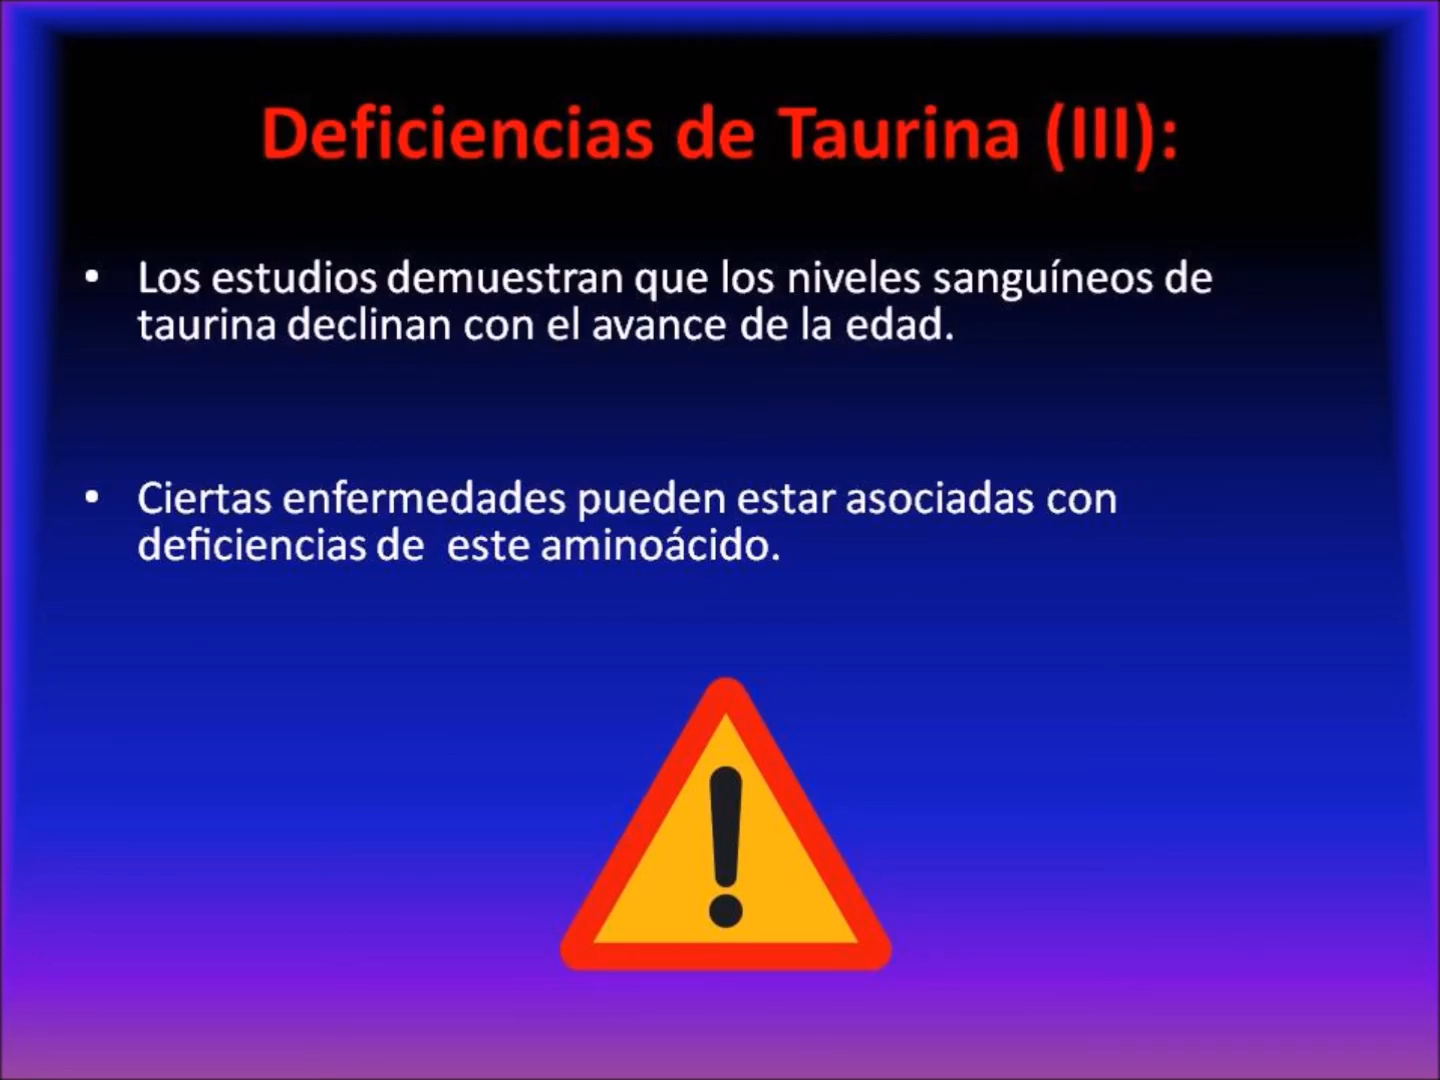 Deficiencias de Taurina (III):
• Los estudios demuestran que los niveles sanguíneos de
taurina declinan con el avance de la edad.
• Ciertas enfermedades pueden estar asociadas con
deficiencias de  este aminoácido.